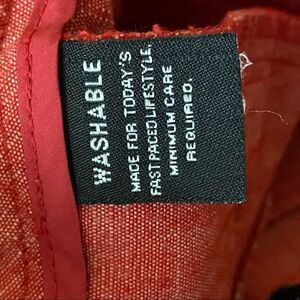 WASHABLE
MADE FOR TODAY'S
FAST PACED LIFESTYLE.
MINIMUM CARE
REQUIRED.